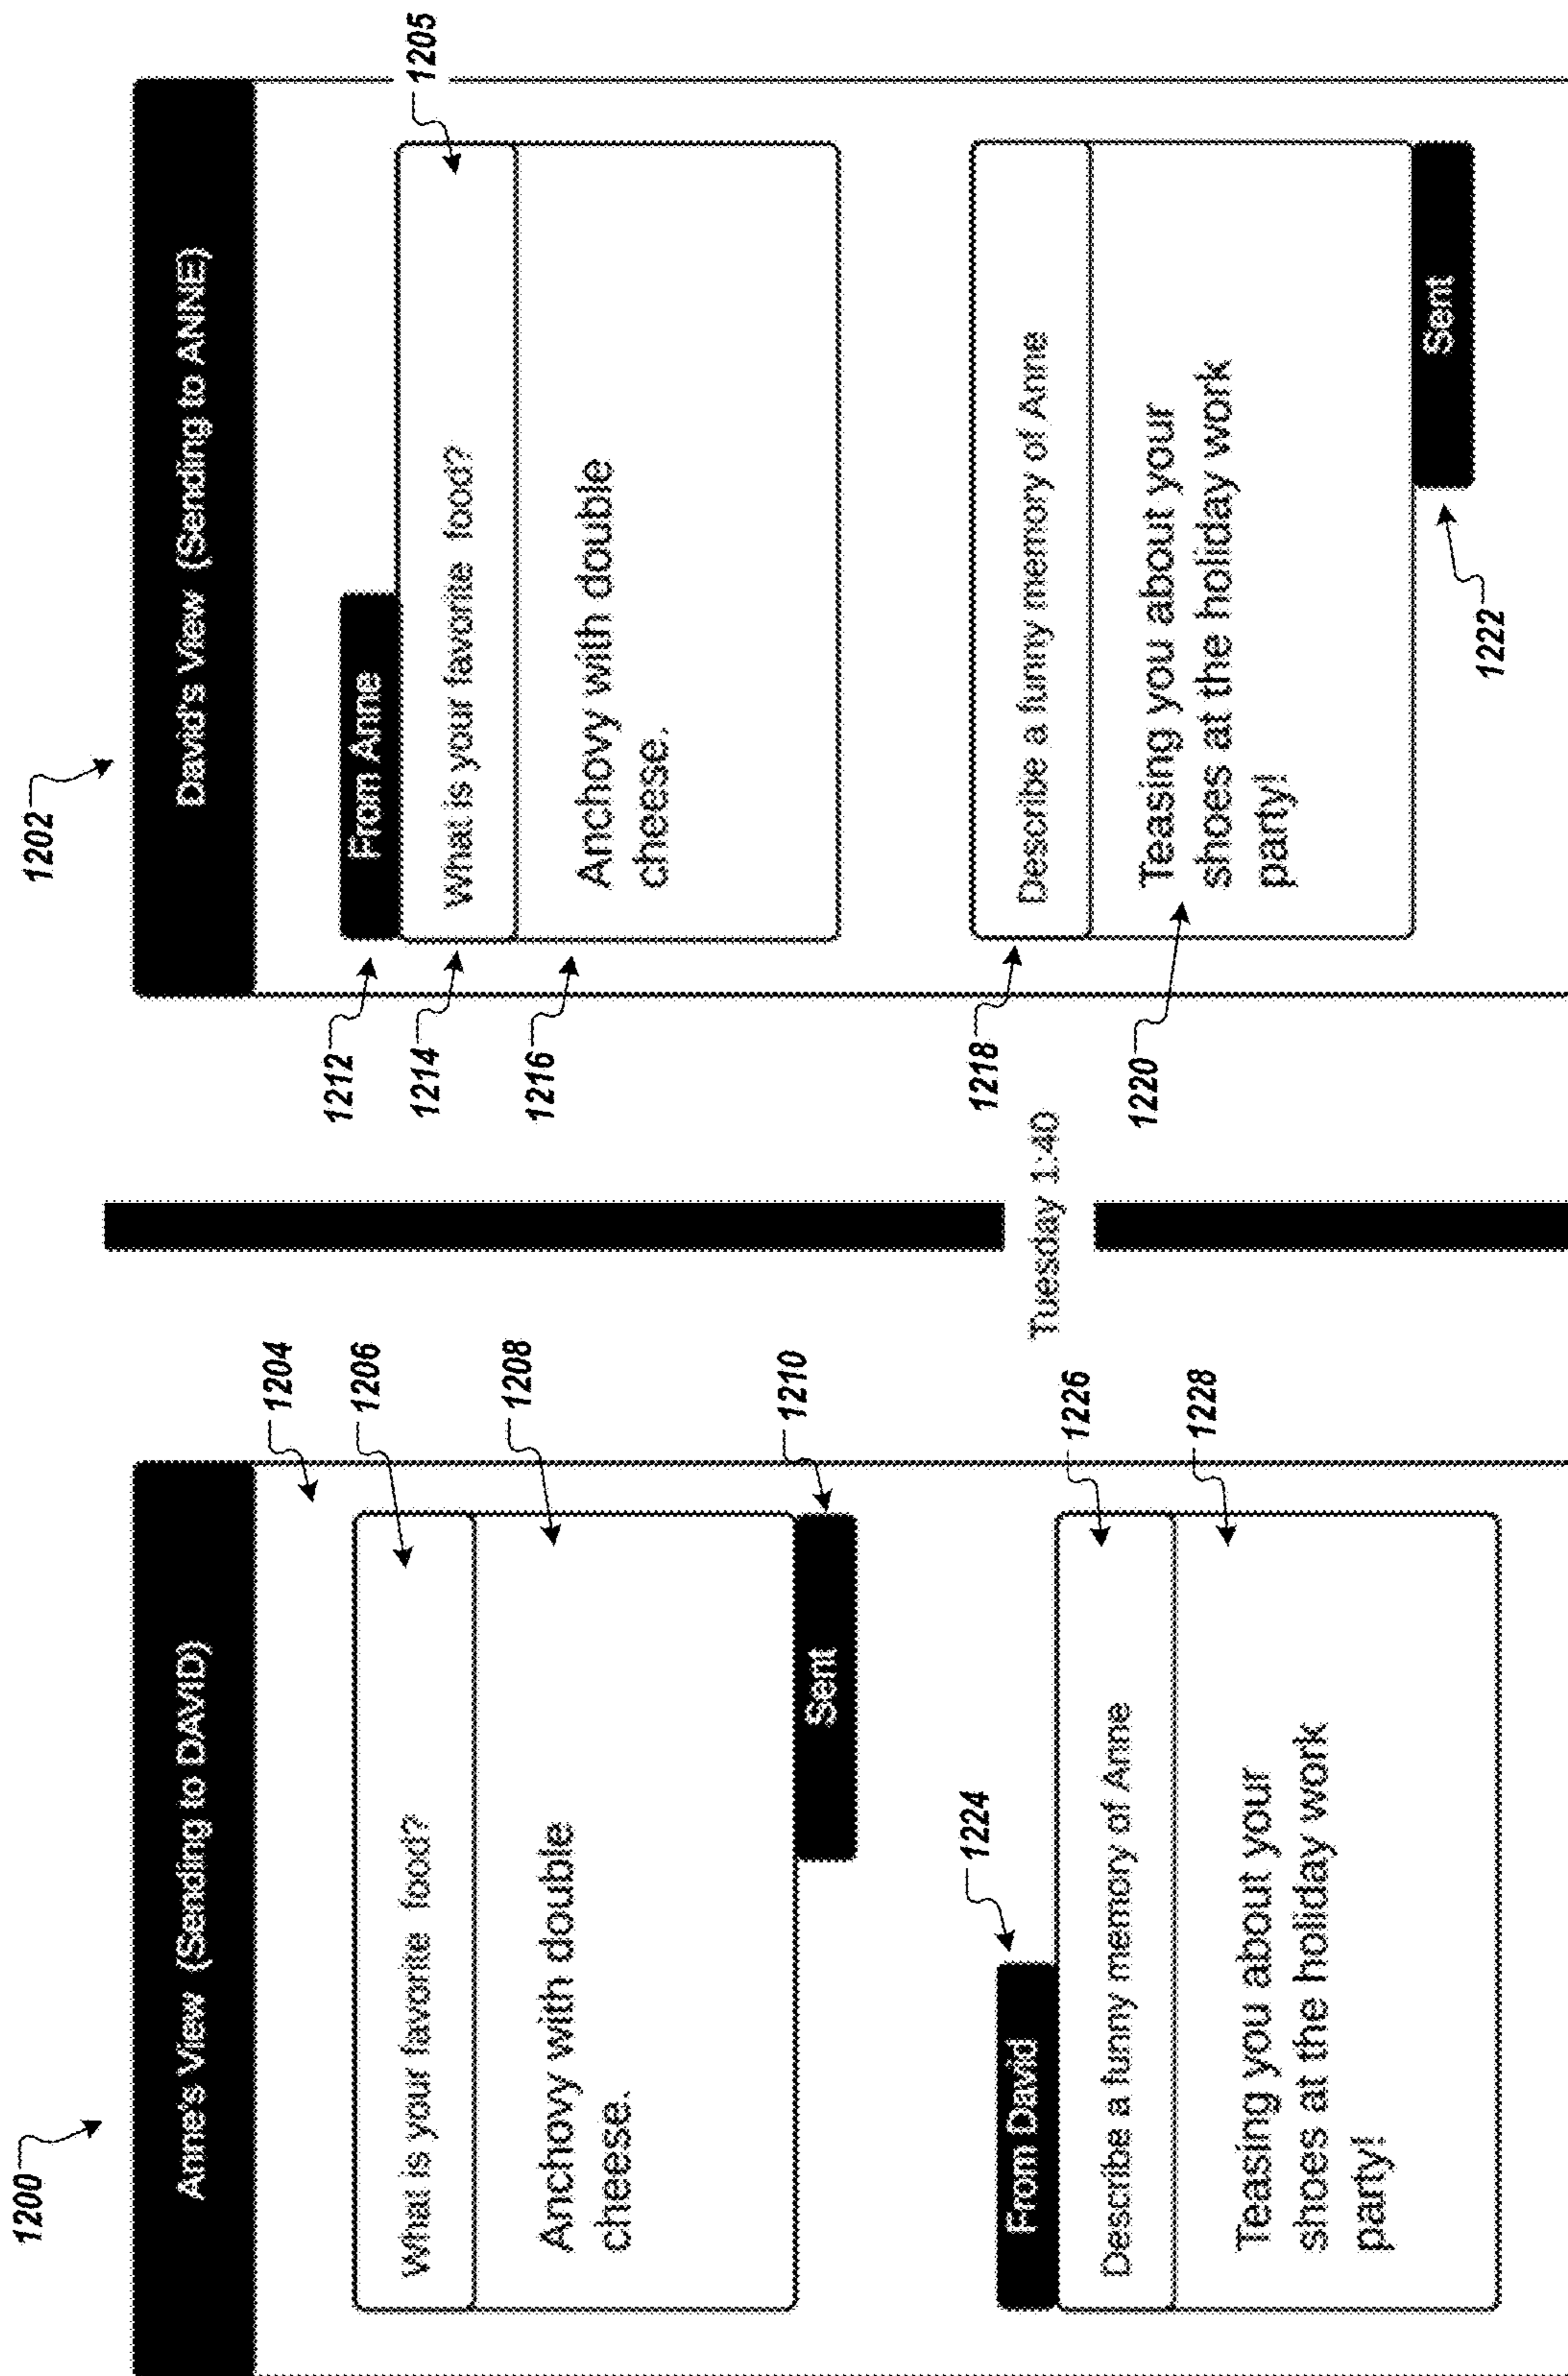 1200
Anne's View (Sending to DAVID)
1204
What is your favorite food?
1206
Anchovy with double
cheese.
1208
Sent
1210
From David
1224
Describe a funny memory of Anne
1226
Teasing you about your
shoes at the holiday work
party!
1228
Tuesday 1:40
1202
David's View (Sending to ANNE)
From Anne
1212
What is your favorite food?
1205
1214
Anchovy with double
cheese.
1216
Describe a funny memory of Anne
1218
Teasing you about your
shoes at the holiday work
party!
1220
Sent
1222